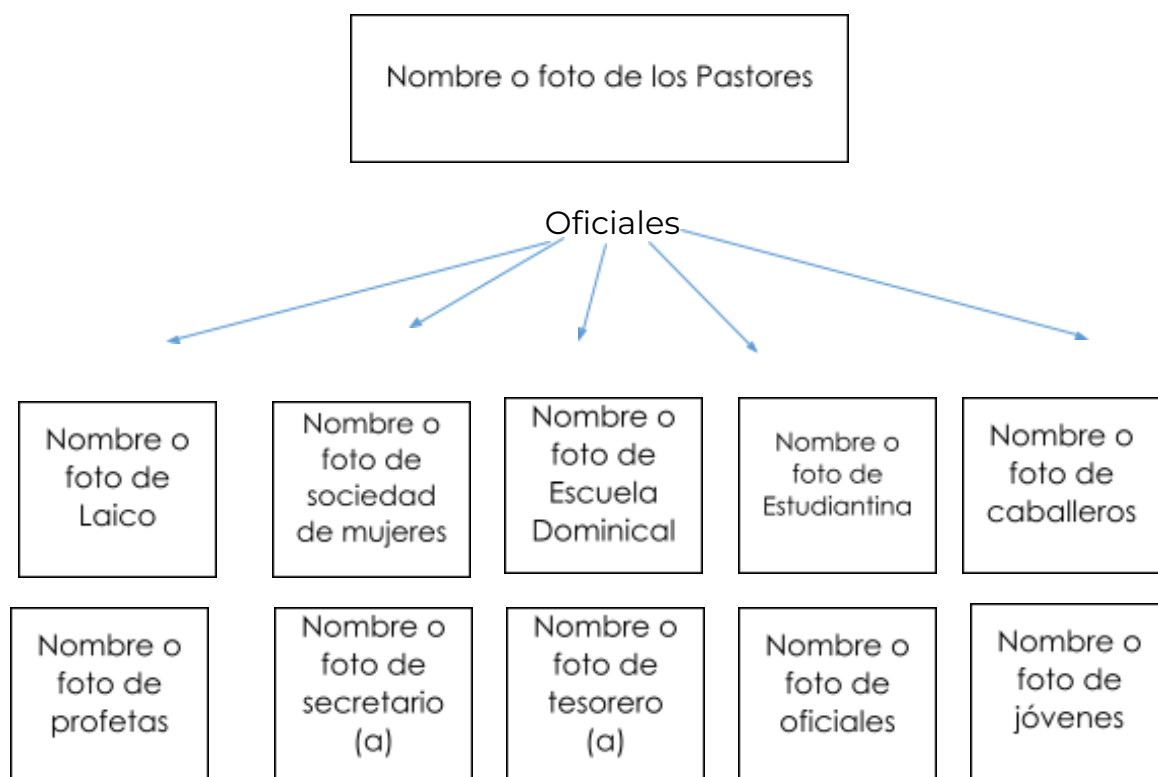 Nombre o foto de los Pastores
Oficiales
Nombre o
foto de
Laico
Nombre o
foto de
sociedad
de mujeres
Nombre o
foto de
Escuela
Dominical
Nombre o
foto de
Estudiantina
Nombre o
foto de
caballeros
Nombre o
foto de
profetas
Nombre o
foto de
secretario
(a)
Nombre o
foto de
tesorero
(a)
Nombre o
foto de
oficiales
Nombre o
foto de
jóvenes